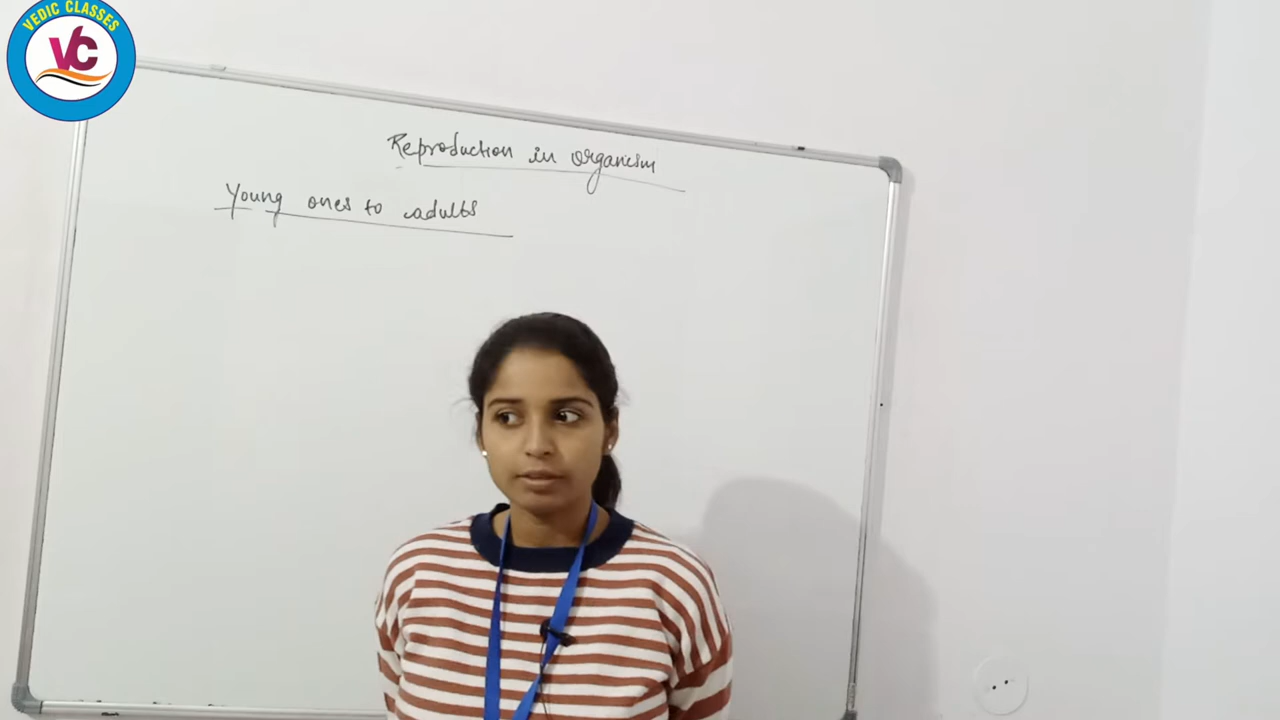 VEDIC CLASSES
VC
Reproduction in organism
Young ones to adults